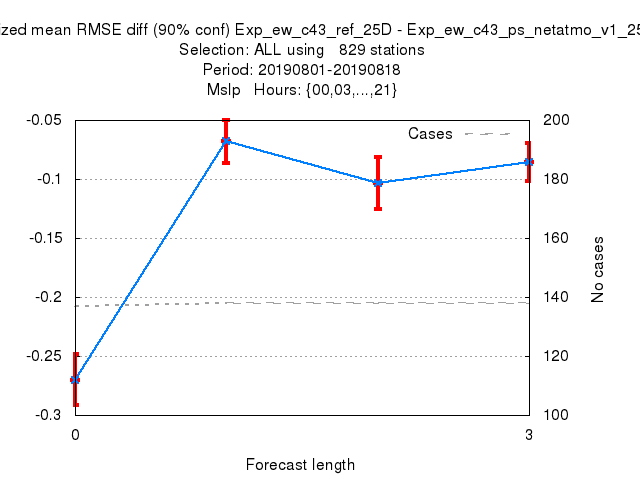 ized mean RMSE diff (90% conf) Exp_ew_c43_ref_25D - Exp_ew_c43_ps_netatmo_v1_25
Selection: ALL using 829 stations
Period: 20190801-20190818
Mslp Hours: {00,03,...,21}
-0.05 200
Cases
-0.1 180
-0.15 160
-0.2 140
-0.25 120
-0.3 100
No cases
0 3
Forecast length